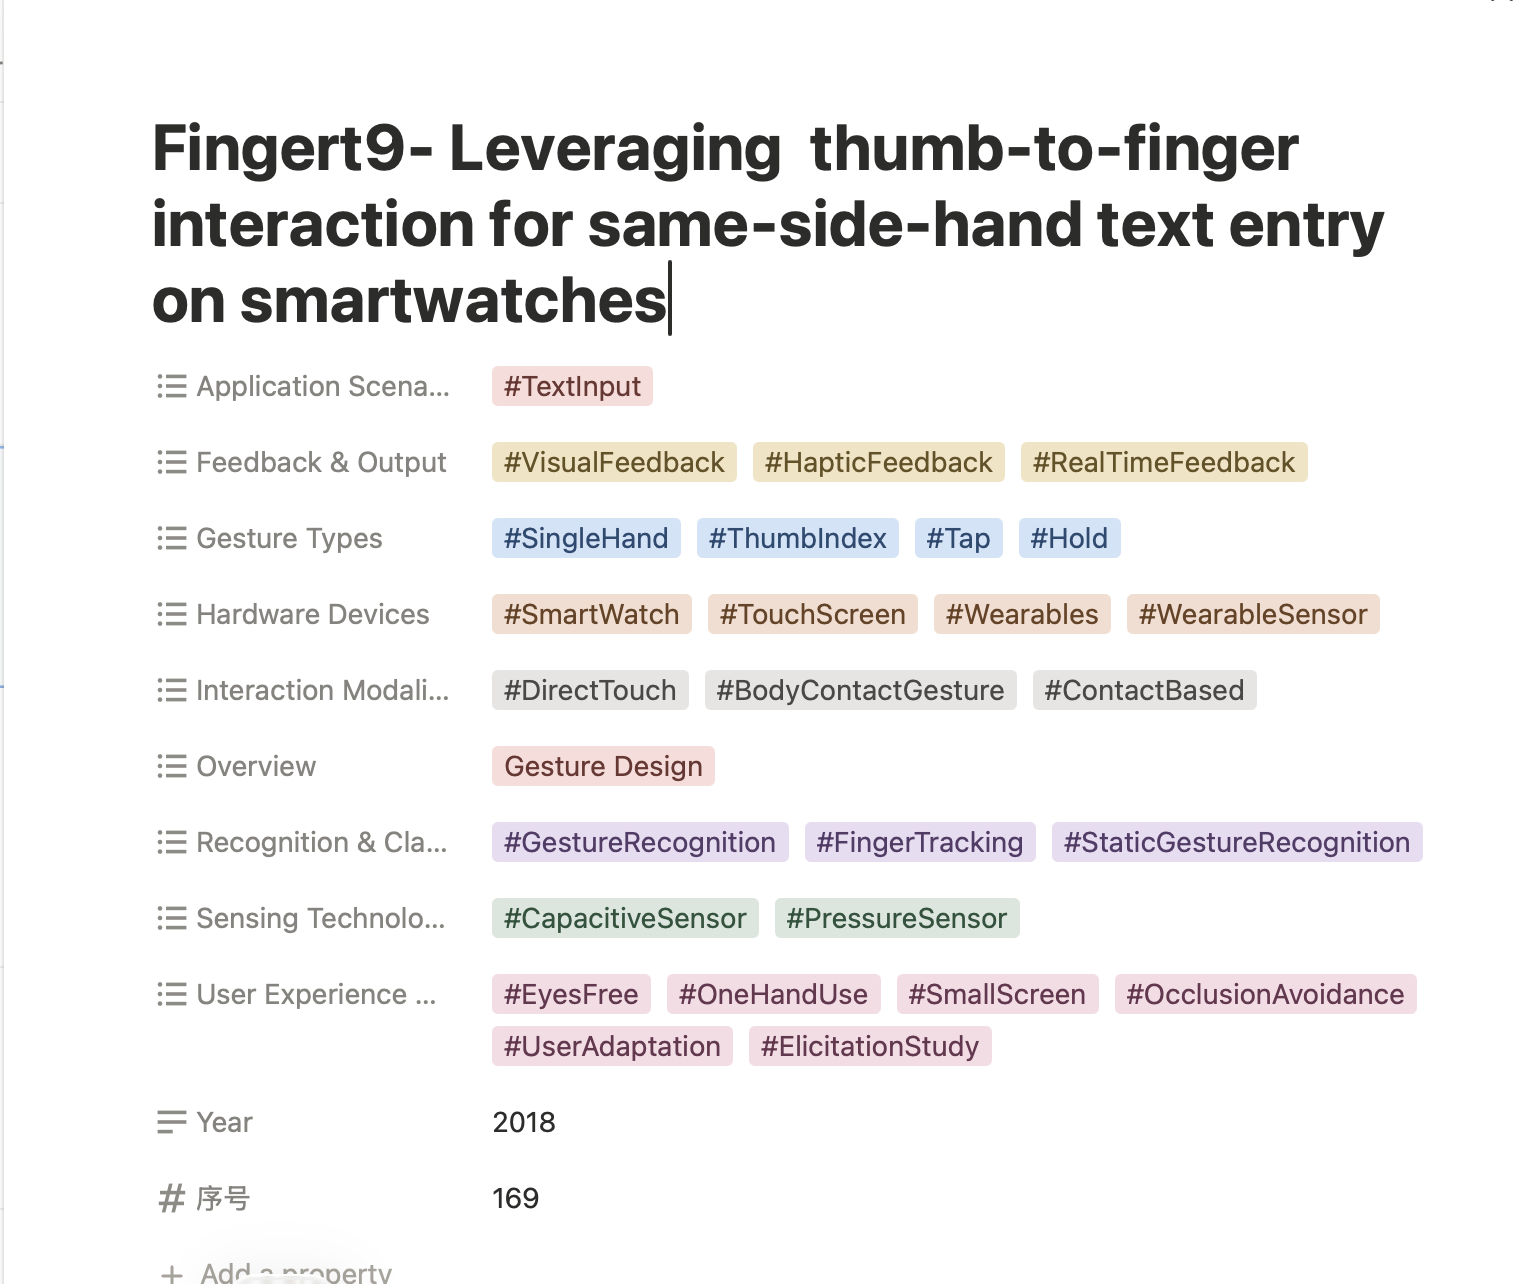 Fingert9- Leveraging  thumb-to-finger
interaction for same-side-hand text entry
on smartwatches
Application Scena... #TextInput
Feedback & Output #VisualFeedback #HapticFeedback #RealTimeFeedback
Gesture Types #SingleHand #ThumbIndex #Tap #Hold
Hardware Devices #SmartWatch #TouchScreen #Wearables #WearableSensor
Interaction Modali... #DirectTouch #BodyContactGesture #ContactBased
Overview Gesture Design
Recognition & Cla... #GestureRecognition #FingerTracking #StaticGestureRecognition
Sensing Technolo... #CapacitiveSensor #PressureSensor
User Experience ... #EyesFree #OneHandUse #SmallScreen #OcclusionAvoidance
#UserAdaptation #ElicitationStudy
Year 2018
序号 169
Add a property